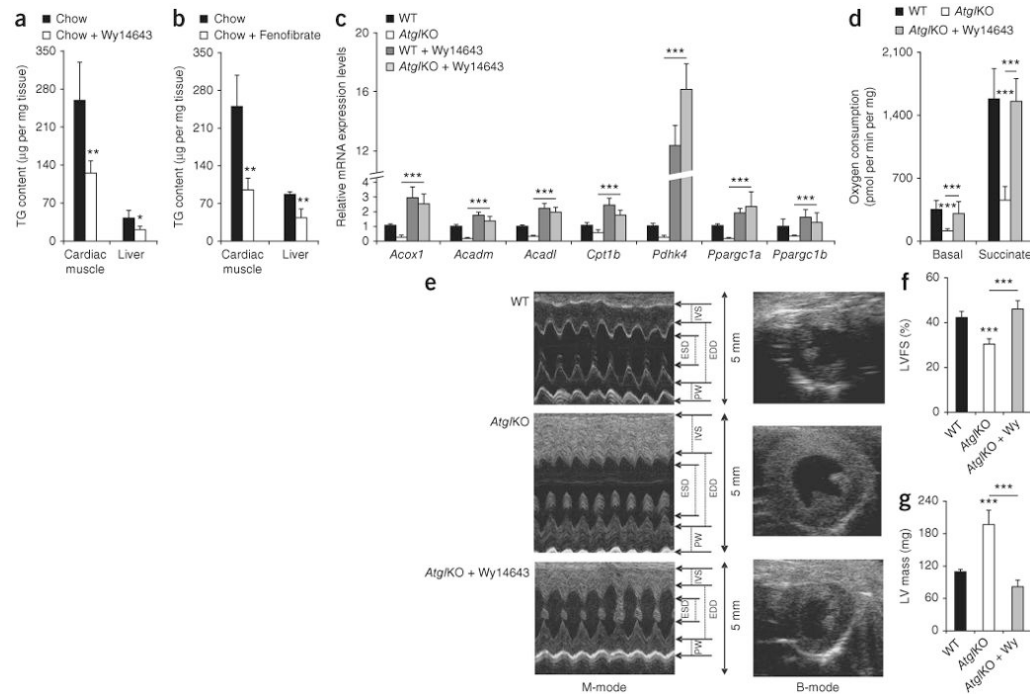 a
Chow
Chow + Wy14643
TG content (μg per mg tissue)
350
280
210
140
70
0
**
*
Cardiac muscle
Liver
b
Chow
Chow + Fenofibrate
TG content (μg per mg tissue)
350
280
210
140
70
0
**
**
Cardiac muscle
Liver
c
WT
AtglKO
WT + Wy14643
AtglKO + Wy14643
Relative mRNA expression levels
20
16
12
4
3
2
1
0
***
***
***
***
***
***
***
Acox1
Acadm
Acadl
Cpt1b
Pdhk4
Ppargc1a
Ppargc1b
d
WT
AtglKO
AtglKO + Wy14643
Oxygen consumption
(pmol per min per mg)
2,100
1,400
700
0
***
***
***
***
Basal
Succinate
e
WT
IVS
ESD
EDD
PW
5 mm
AtglKO
IVS
ESD
EDD
PW
5 mm
AtglKO + Wy14643
IVS
ESD
EDD
PW
5 mm
M-mode
B-mode
f
LVFS (%)
60
40
20
0
***
***
WT
AtglKO
AtglKO + Wy
g
LV mass (mg)
240
180
120
60
0
***
***
WT
AtglKO
AtglKO + Wy